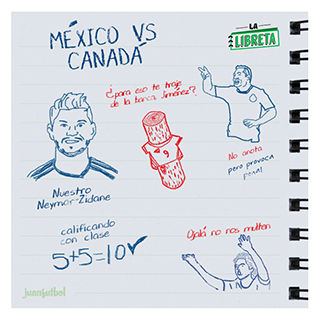 MÉXICO VS
CANADÁ
LA
LIBRETA
¿para eso te traje
de la banca Jiménez?
9
No anota
pero provoca
penal
Nuestro
Neymar-Zidane
calificando
con clase
5+5=10✓
Ojalá no nos multen
juanfutbol